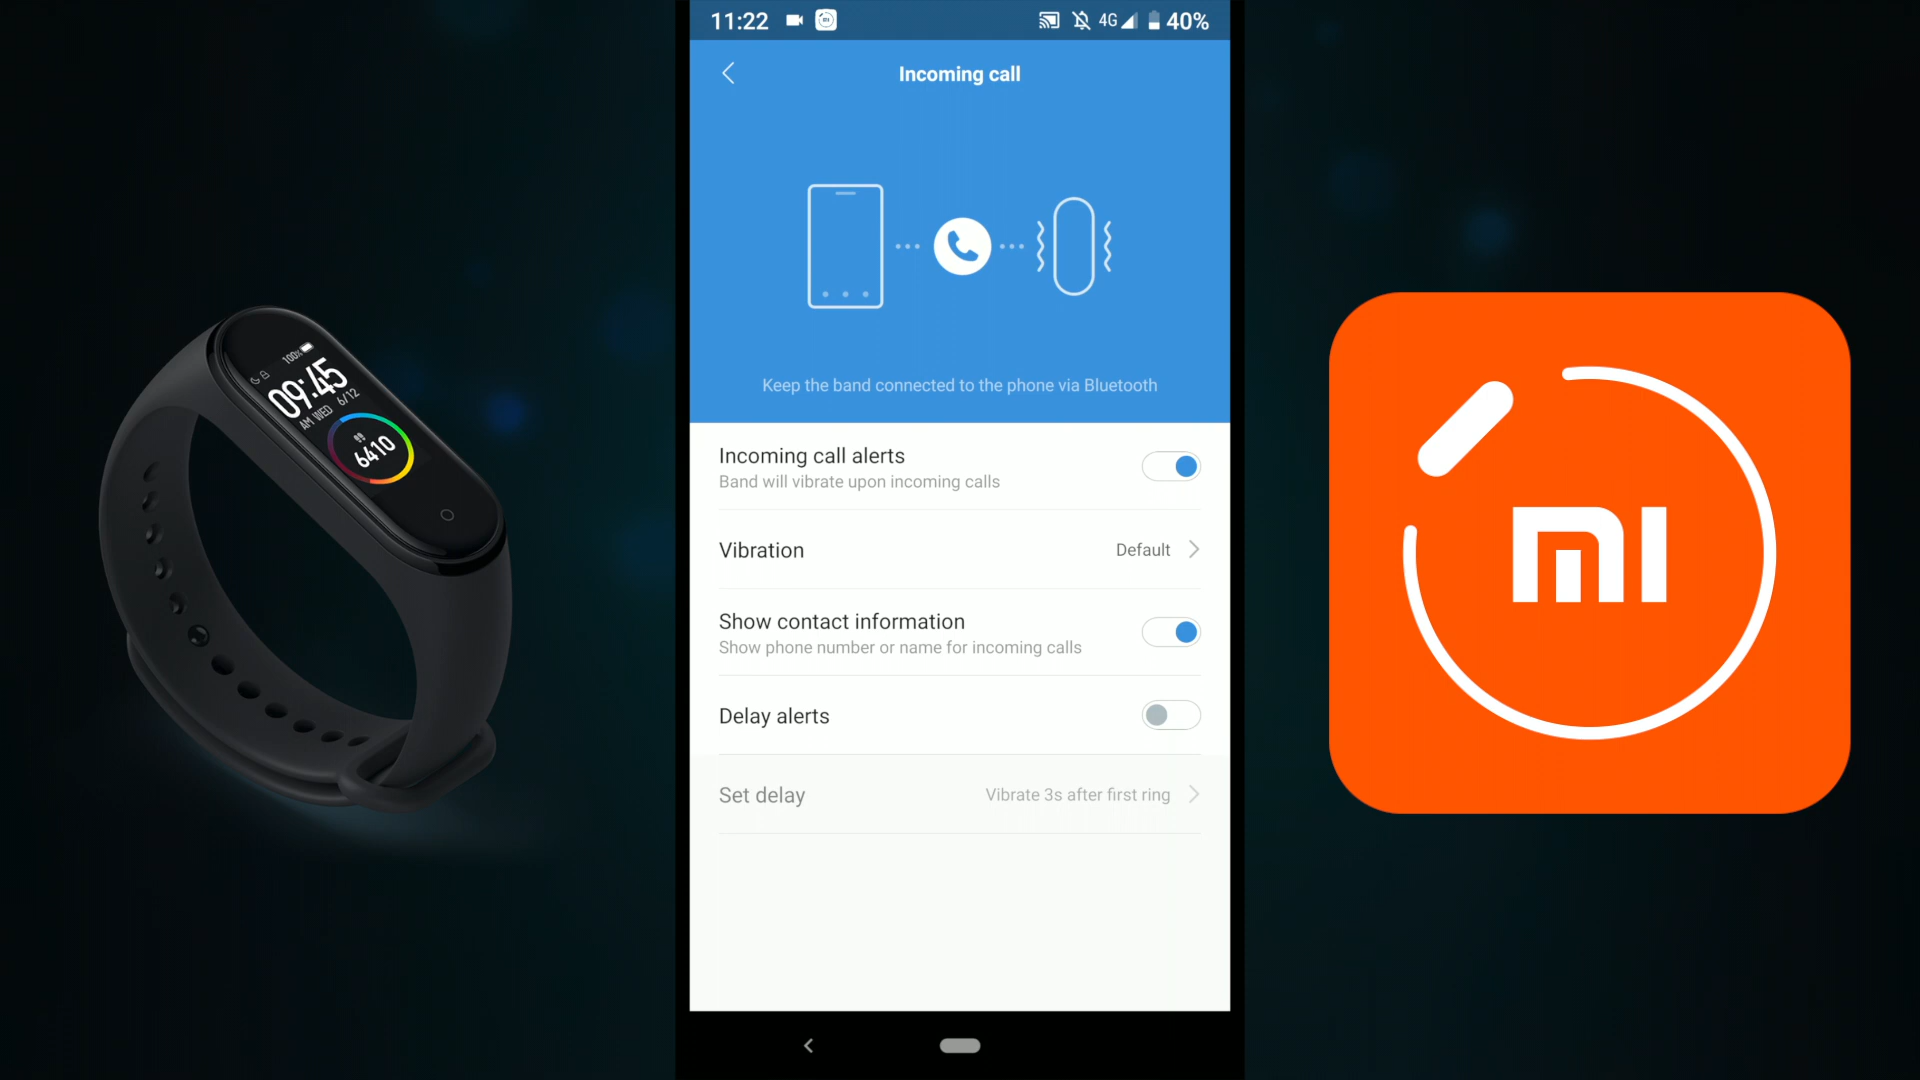 11:22
4G
40%
Incoming call
Keep the band connected to the phone via Bluetooth
Incoming call alerts
Band will vibrate upon incoming calls
Vibration
Default
Show contact information
Show phone number or name for incoming calls
Delay alerts
Set delay
Vibrate 3s after first ring
100%
09:45
AM WED 6/12
6410
mi